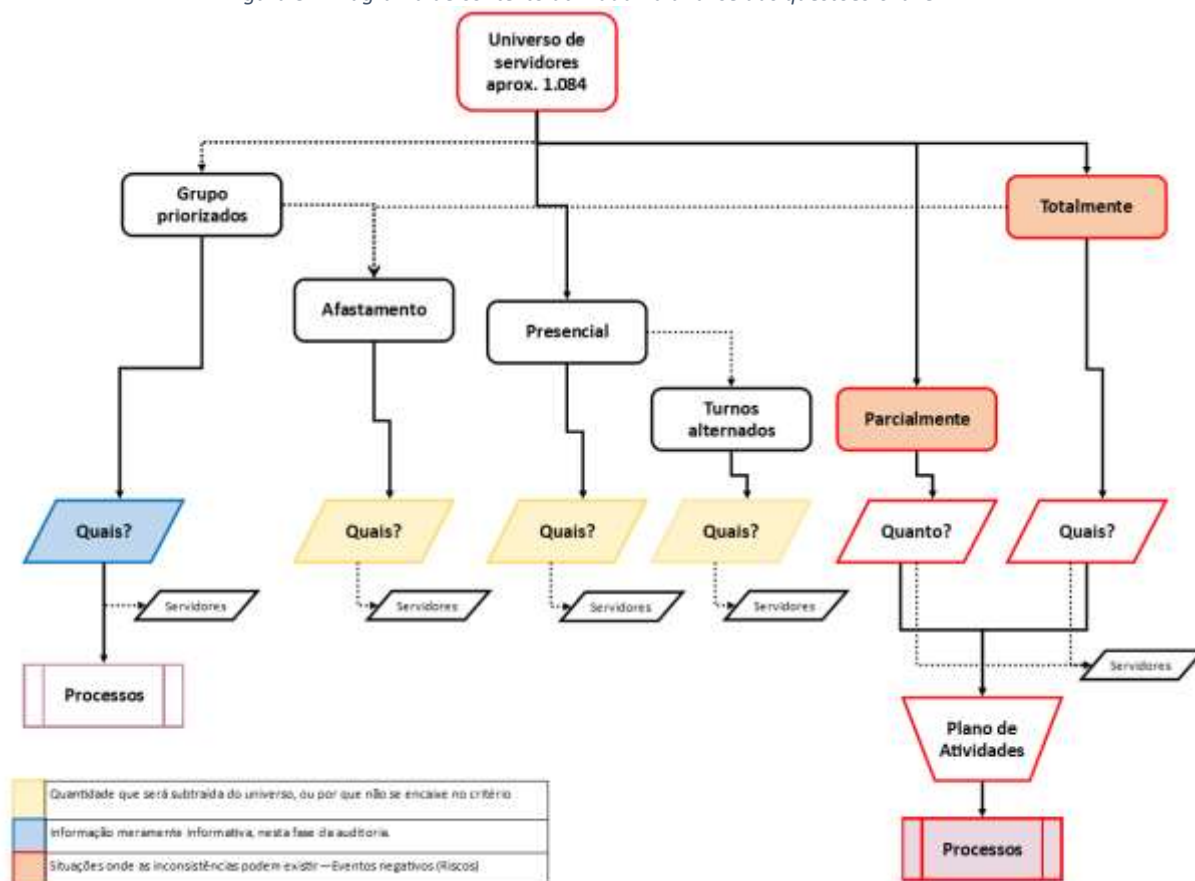 Universo de
servidores
aprox. 1.084
Grupo
priorizados
Totalmente
Afastamento
Presencial
Turnos
alternados
Parcialmente
Quais?
Quais?
Quais?
Quais?
Quanto?
Quais?
Servidores
Servidores
Servidores
Servidores
Servidores
Processos
Plano de
Atividades
Processos
Quantidade que será subtraída do universo, ou por que não se encaixe no critério
Informação meramente informativa, nesta fase da auditoria.
Situações onde as inconsistências podem existir — Eventos negativos (Riscos)